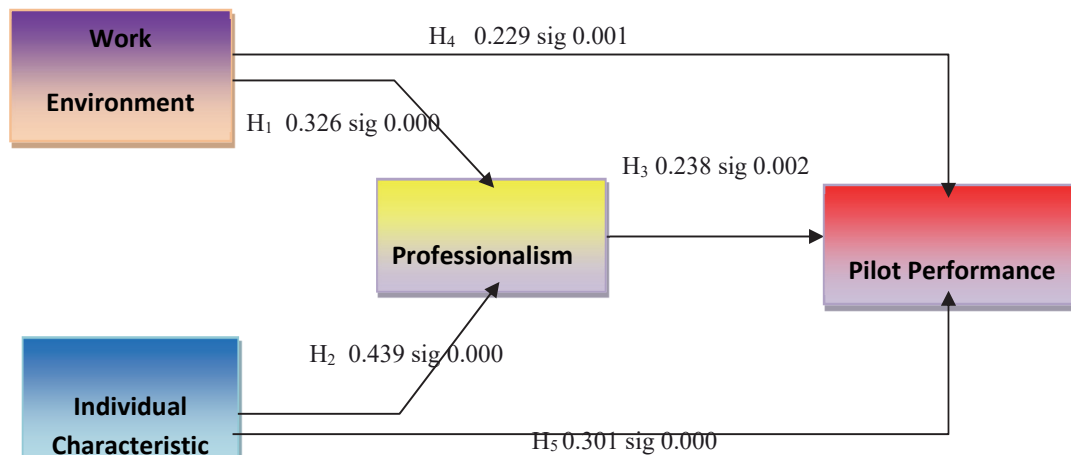 Work
Environment
H₄ 0.229 sig 0.001
H₁ 0.326 sig 0.000
H₃ 0.238 sig 0.002
Professionalism
Pilot Performance
H₂ 0.439 sig 0.000
Individual
Characteristic
H₅ 0.301 sig 0.000